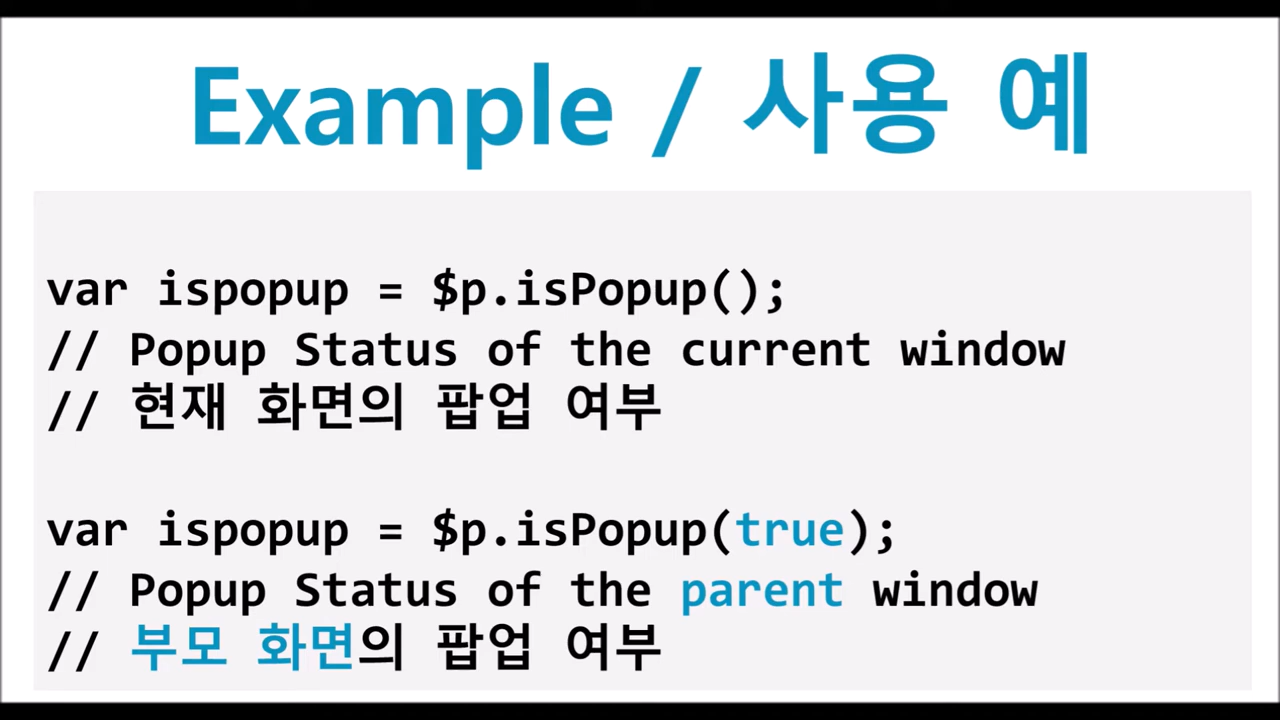 Example / 사용 예
var ispopup = $p.isPopup();
// Popup Status of the current window
// 현재 화면의 팝업 여부
var ispopup = $p.isPopup(true);
// Popup Status of the parent window
// 부모 화면의 팝업 여부